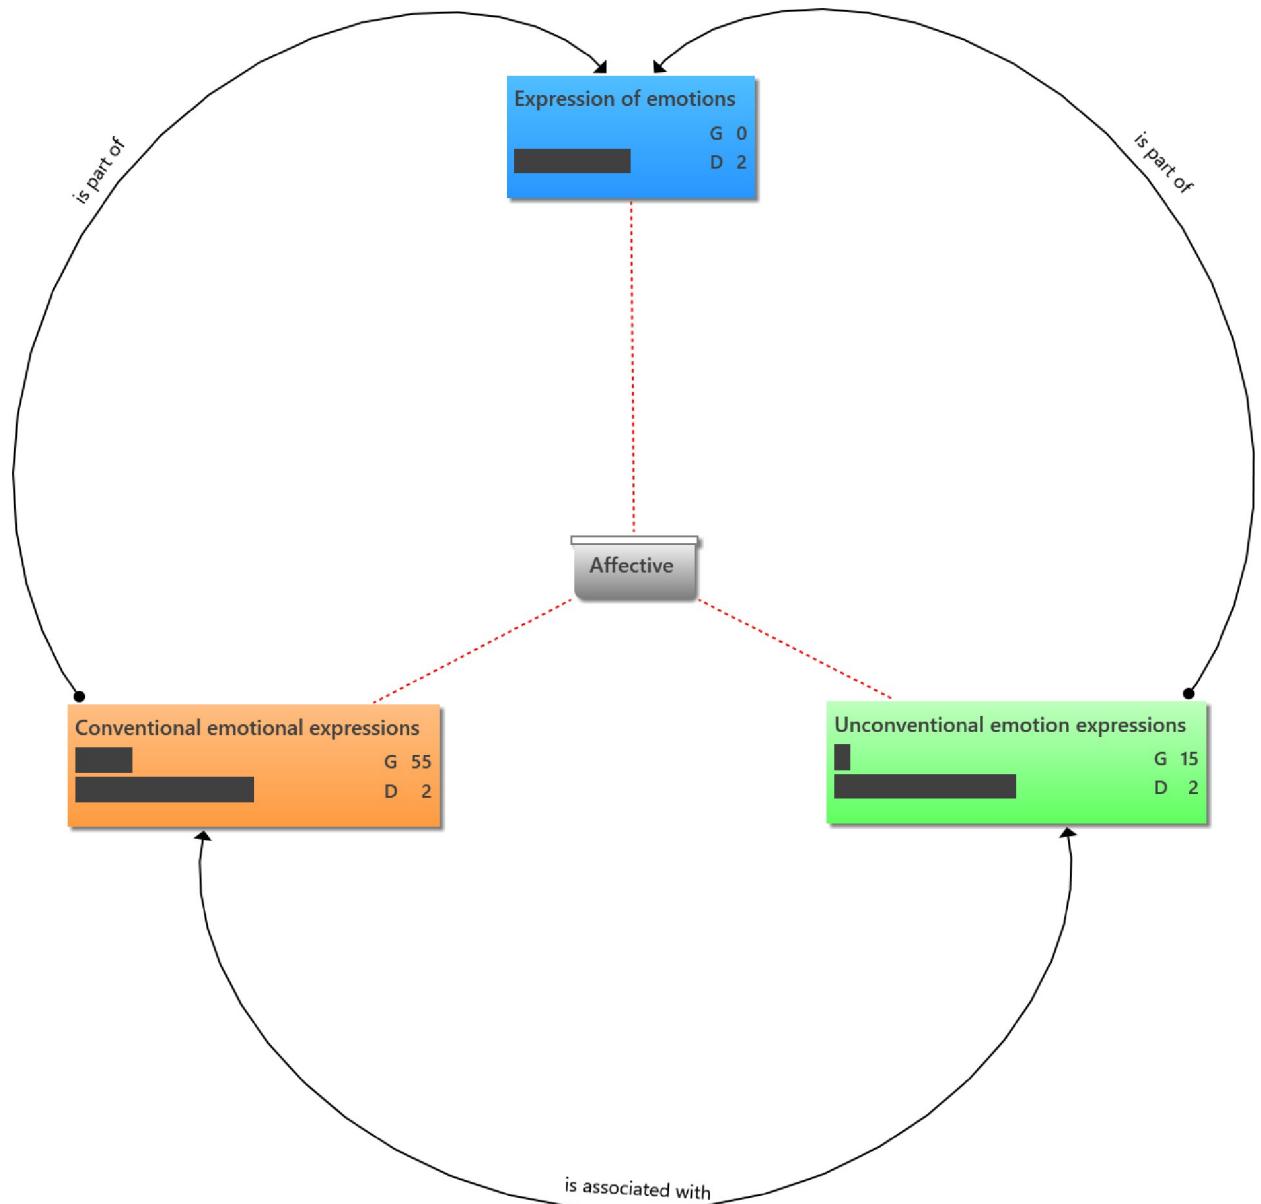 Expression of emotions
G 0
D 2
is part of
is part of
Affective
Conventional emotional expressions
G 55
D 2
Unconventional emotion expressions
G 15
D 2
is associated with